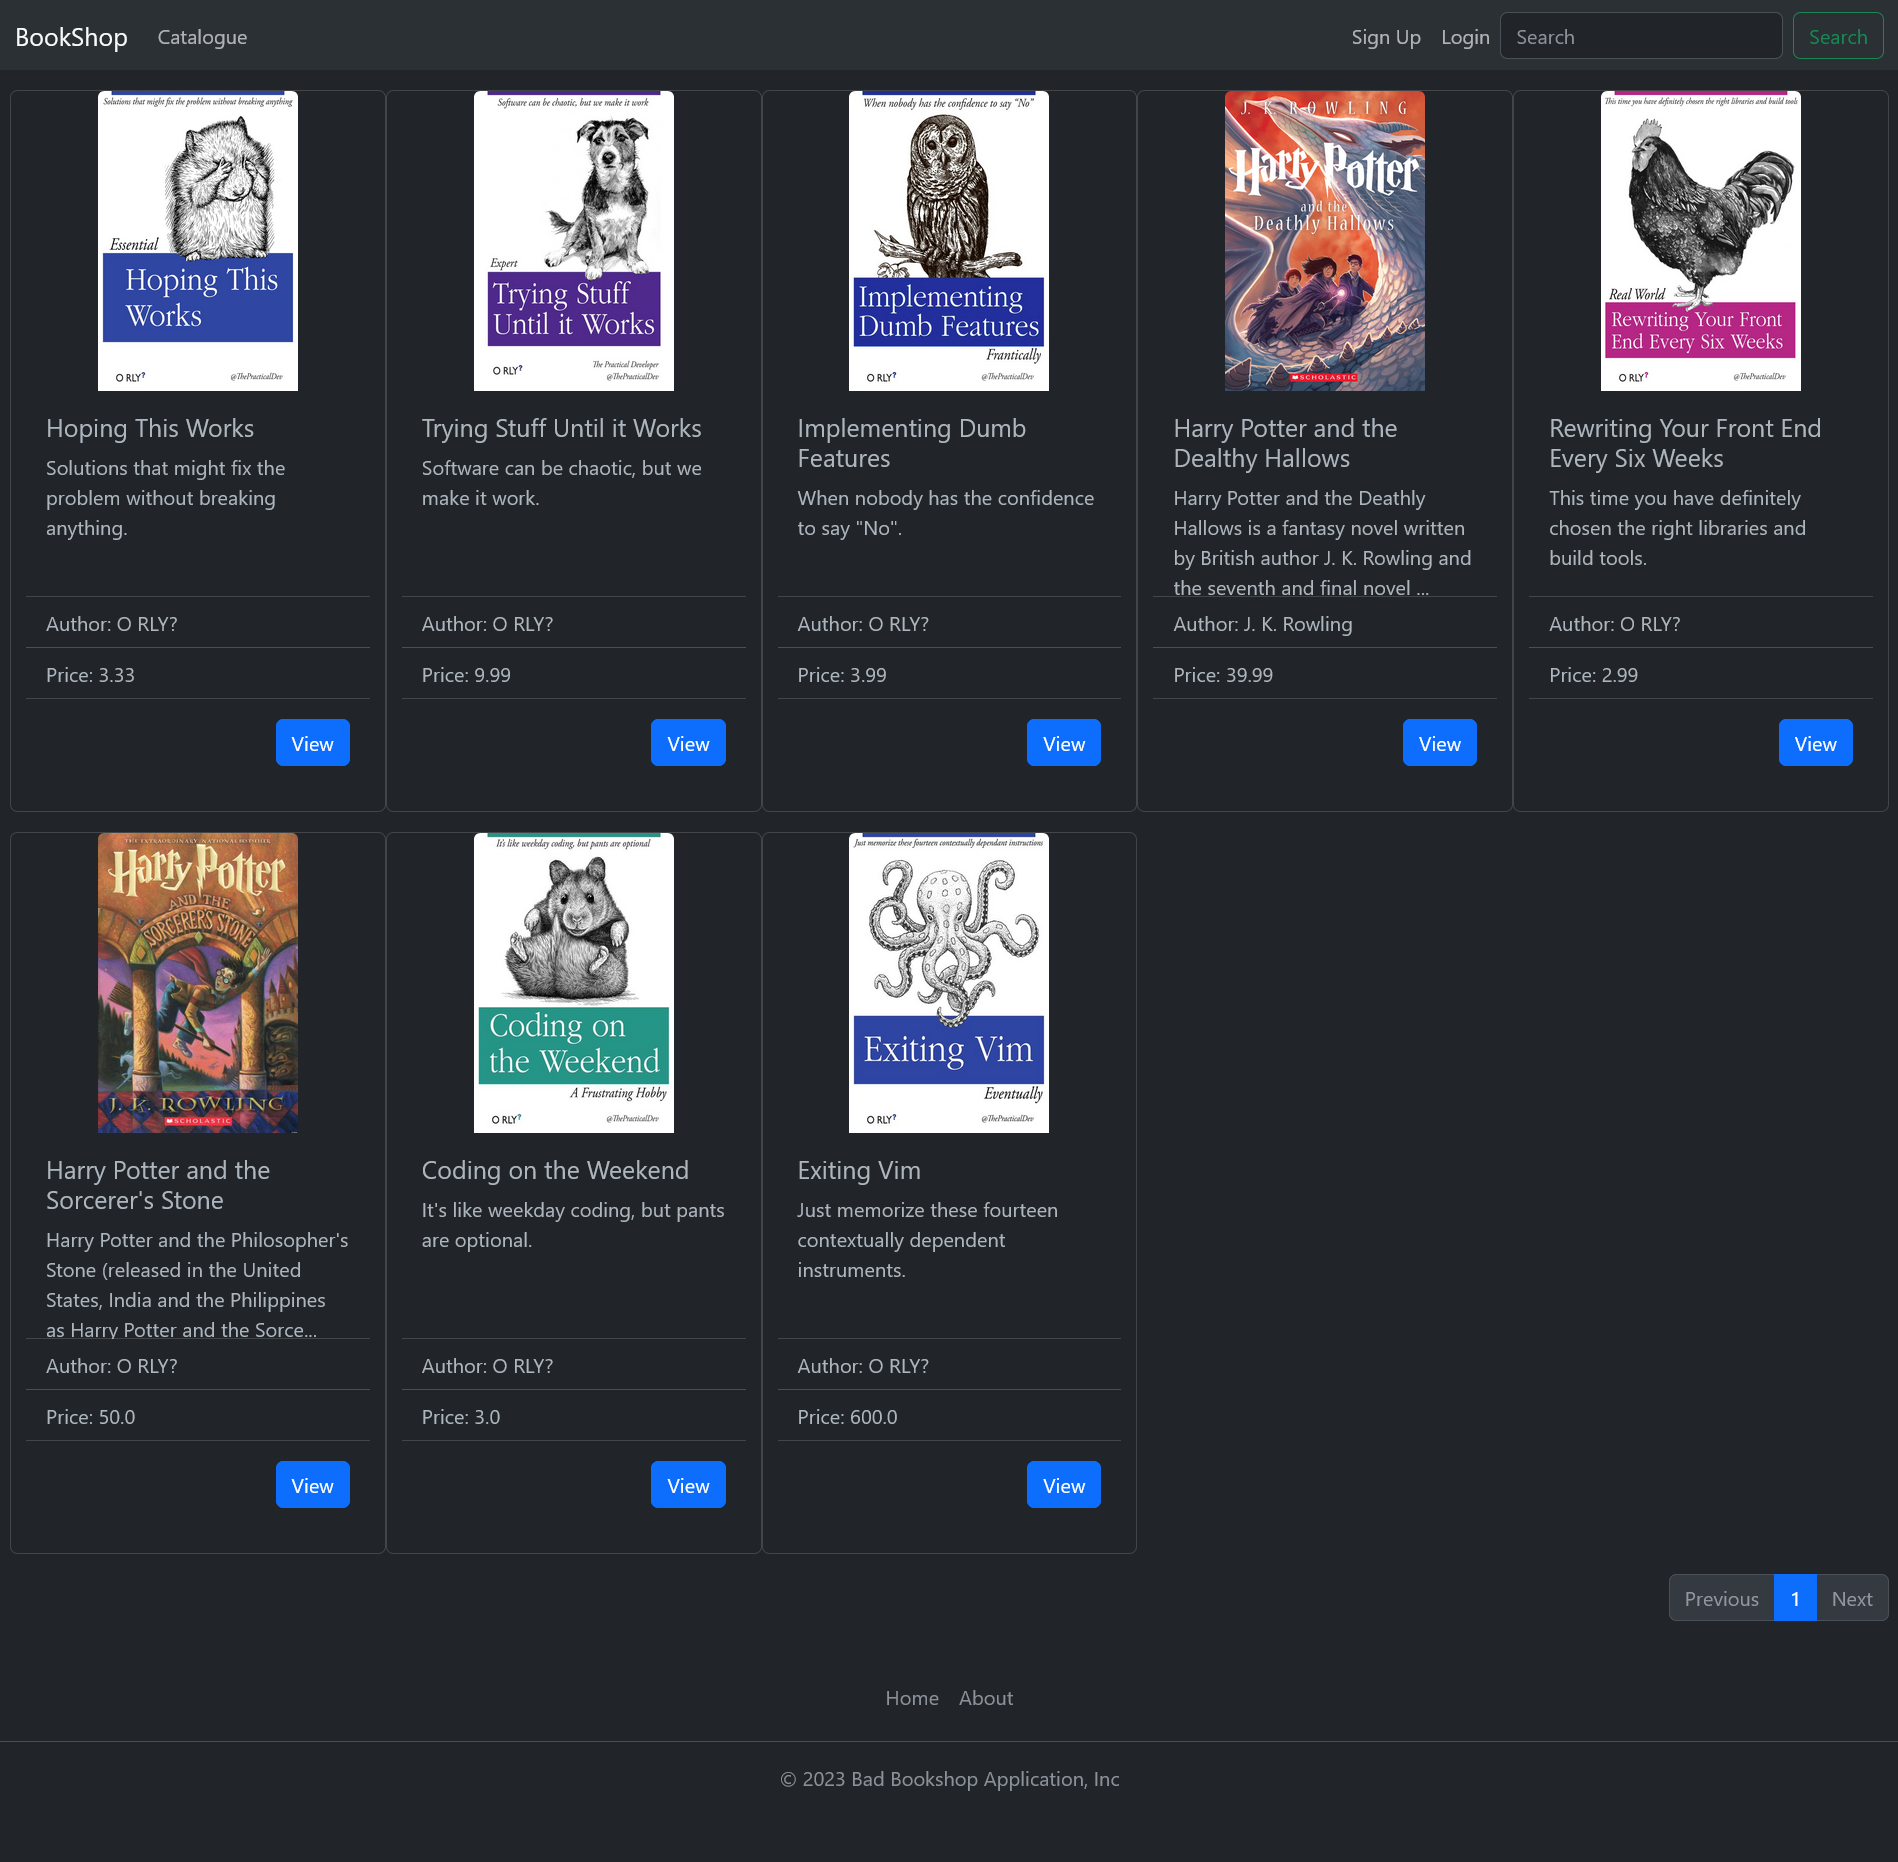 BookShop Catalogue Sign Up Login Search Search
Solutions that might fix the problem without breaking anything
Essential
Hoping This
Works
O RLY? @ThePracticalDev
Software can be chaotic, but we make it work
Expert
Trying Stuff
Until it Works
The Practical Developer
O RLY? @ThePracticalDev
When nobody has the confidence to say "No"
Implementing
Dumb Features
Frantically
O RLY? @ThePracticalDev
J. K. ROWLING
Harry Potter
and the
Deathly Hallows
SCHOLASTIC
This time you have definitely chosen the right libraries and build tools
Real World
Rewriting Your Front
End Every Six Weeks
O RLY? @ThePracticalDev
Hoping This Works
Solutions that might fix the
problem without breaking
anything.
Author: O RLY?
Price: 3.33
View
Trying Stuff Until it Works
Software can be chaotic, but we
make it work.
Author: O RLY?
Price: 9.99
View
Implementing Dumb
Features
When nobody has the confidence
to say "No".
Author: O RLY?
Price: 3.99
View
Harry Potter and the
Dealthy Hallows
Harry Potter and the Deathly
Hallows is a fantasy novel written
by British author J. K. Rowling and
the seventh and final novel ...
Author: J. K. Rowling
Price: 39.99
View
Rewriting Your Front End
Every Six Weeks
This time you have definitely
chosen the right libraries and
build tools.
Author: O RLY?
Price: 2.99
View
THE EXTRAORDINARY NATIONAL BESTSELLER
Harry Potter
AND THE
SORCERER'S STONE
J. K. ROWLING
SCHOLASTIC
It's like weekday coding, but pants are optional
Coding on
the Weekend
A Frustrating Hobby
O RLY? @ThePracticalDev
Just memorize these fourteen contextually dependant instructions
Exiting Vim
Eventually
O RLY? @ThePracticalDev
Harry Potter and the
Sorcerer's Stone
Harry Potter and the Philosopher's
Stone (released in the United
States, India and the Philippines
as Harry Potter and the Sorce...
Author: O RLY?
Price: 50.0
View
Coding on the Weekend
It's like weekday coding, but pants
are optional.
Author: O RLY?
Price: 3.0
View
Exiting Vim
Just memorize these fourteen
contextually dependent
instruments.
Author: O RLY?
Price: 600.0
View
Previous 1 Next
Home About
© 2023 Bad Bookshop Application, Inc